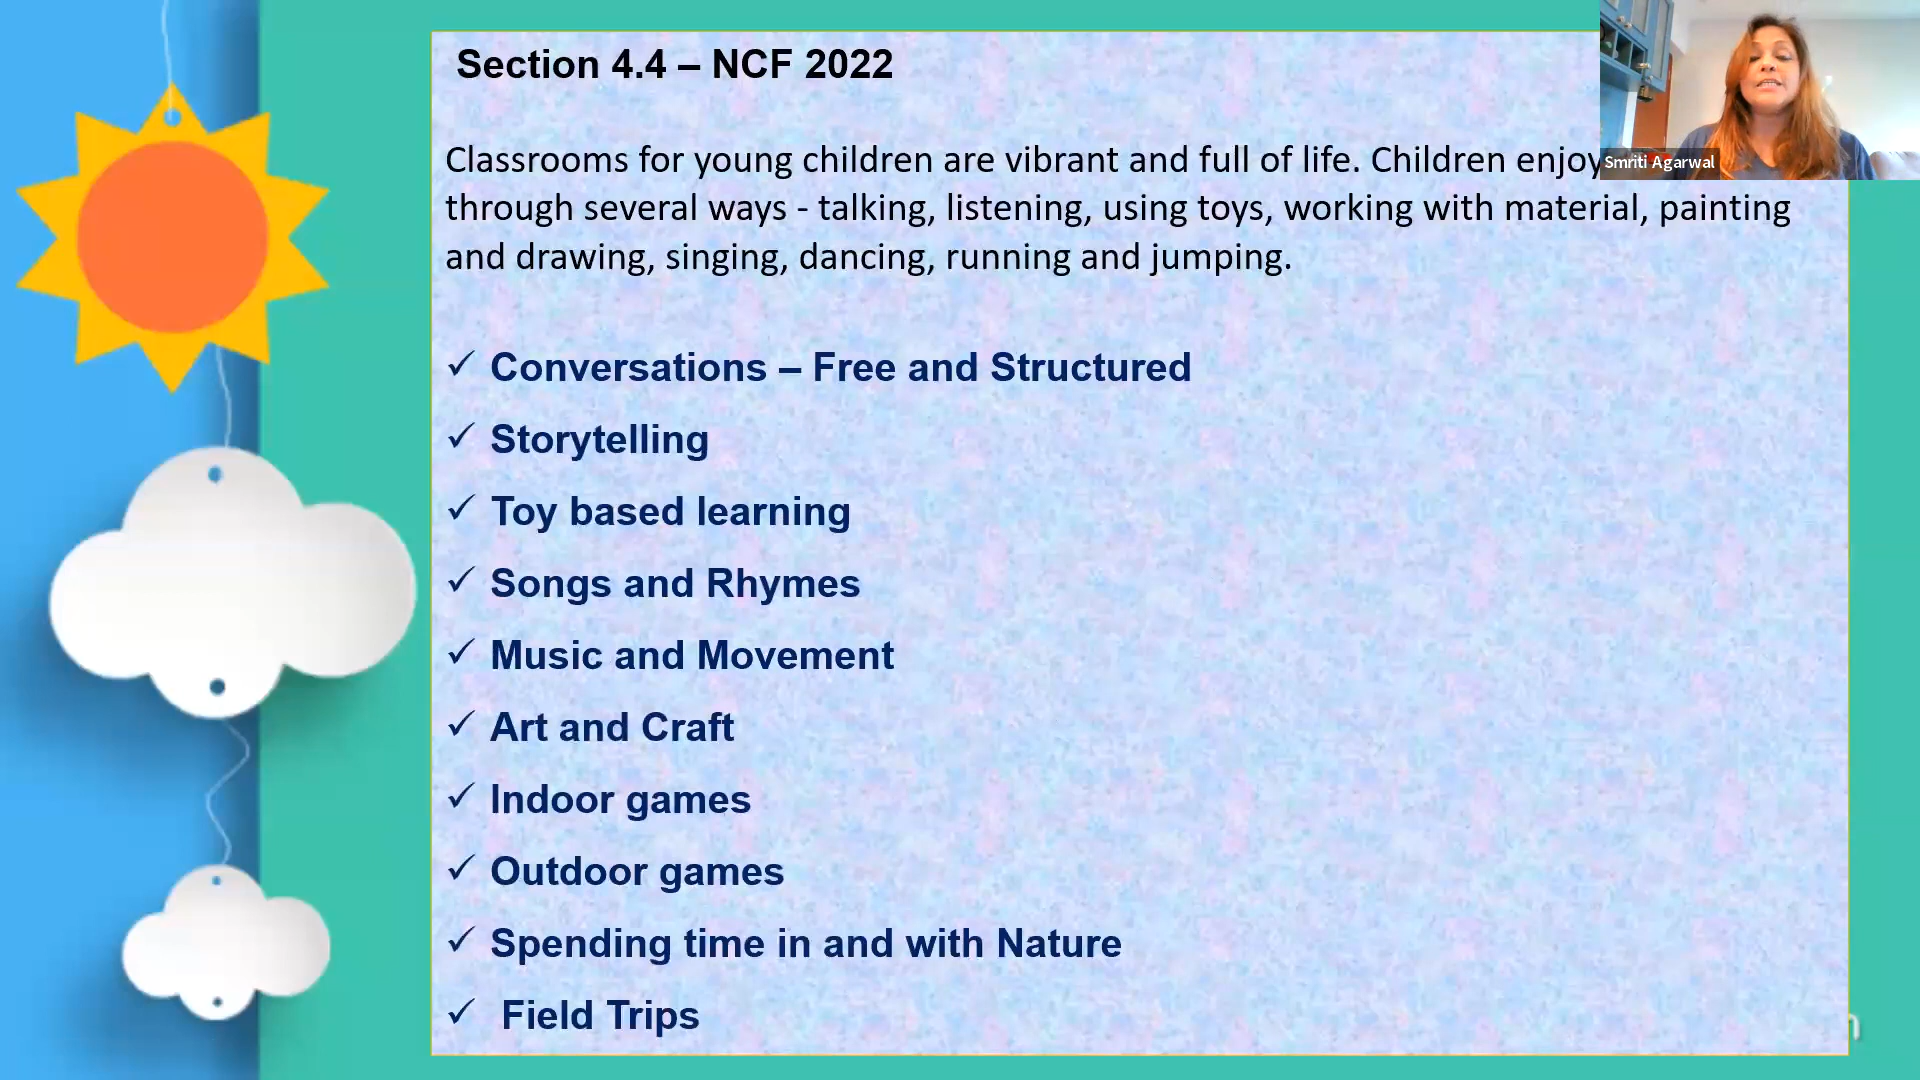 Section 4.4 – NCF 2022
Classrooms for young children are vibrant and full of life. Children enjoy
through several ways - talking, listening, using toys, working with material, painting
and drawing, singing, dancing, running and jumping.
✓ Conversations – Free and Structured
✓ Storytelling
✓ Toy based learning
✓ Songs and Rhymes
✓ Music and Movement
✓ Art and Craft
✓ Indoor games
✓ Outdoor games
✓ Spending time in and with Nature
✓ Field Trips
Smriti Agarwal